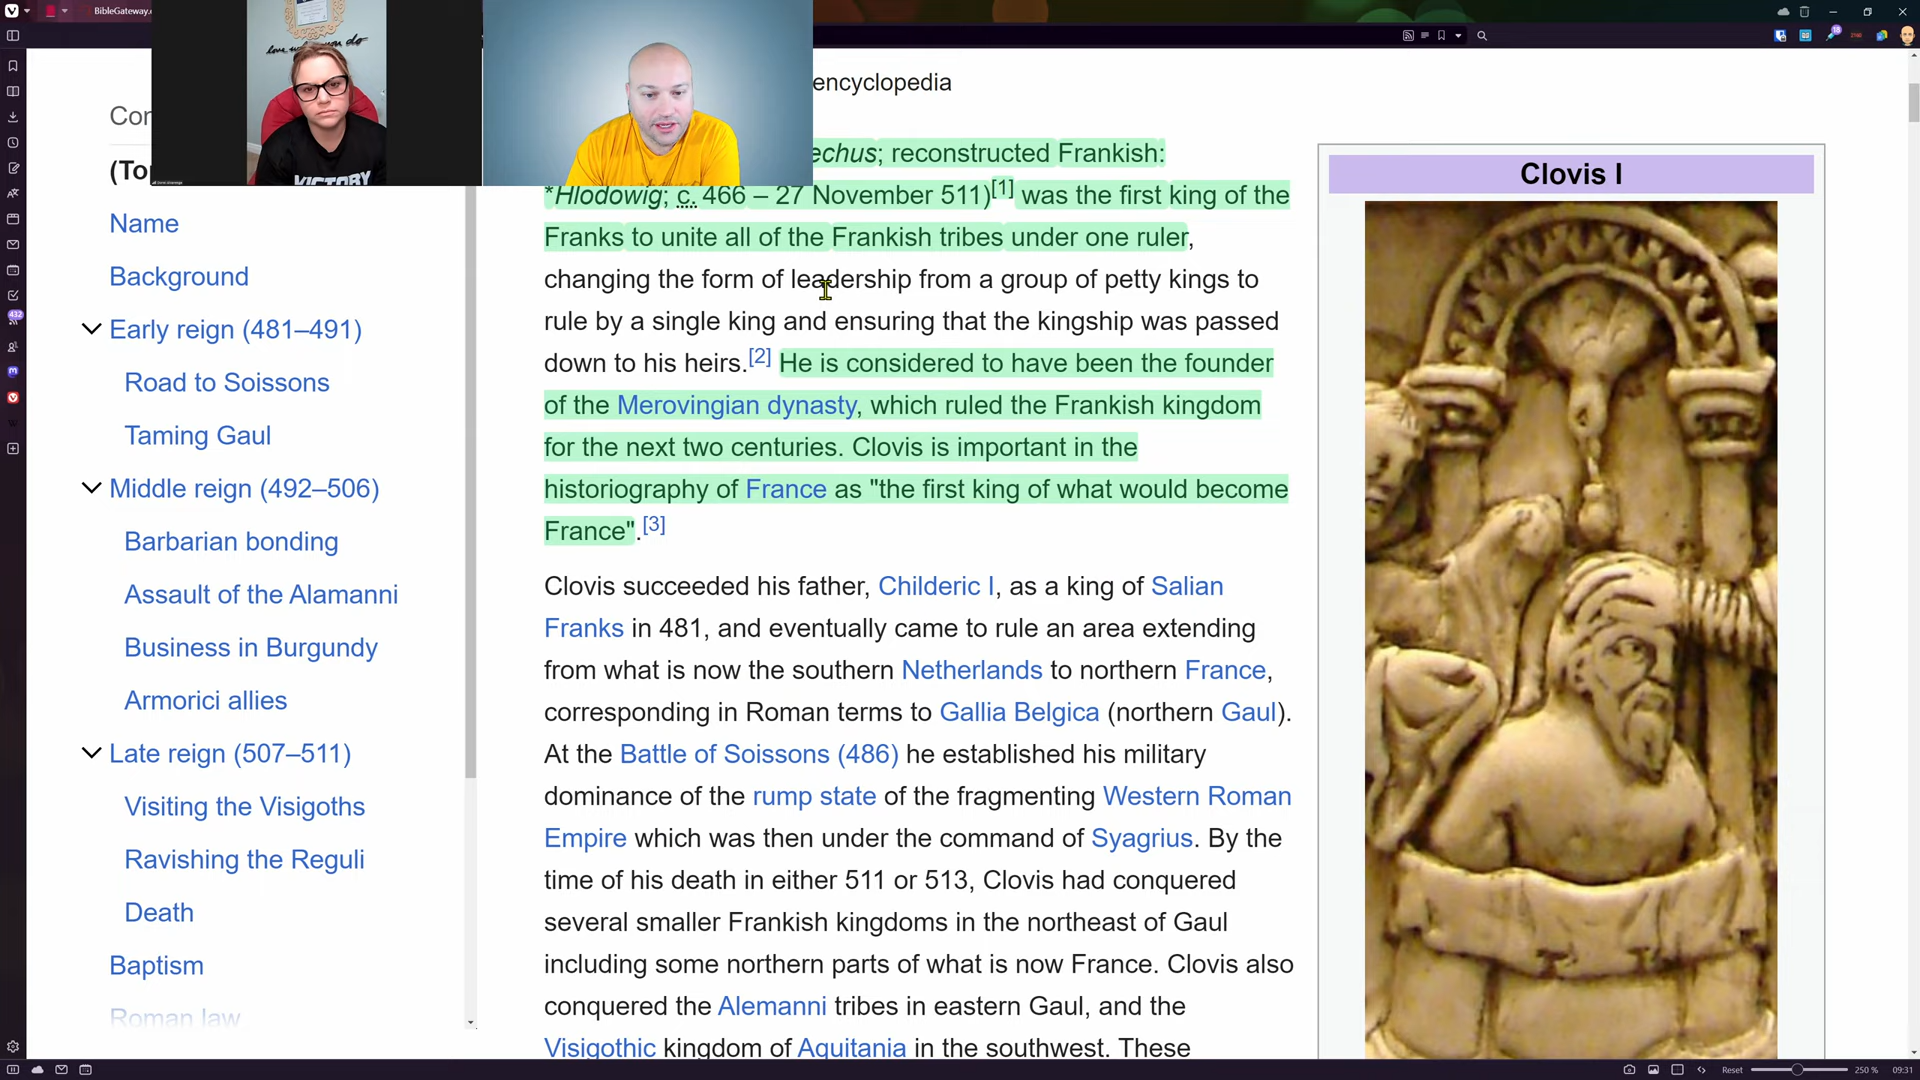 BibleGateway.
love what you do
VICTORY
encyclopedia
Con
(To
Name
Background
Early reign (481–491)
Road to Soissons
Taming Gaul
Middle reign (492–506)
Barbarian bonding
Assault of the Alamanni
Business in Burgundy
Armorici allies
Late reign (507–511)
Visiting the Visigoths
Ravishing the Reguli
Death
Baptism
Roman law
echus; reconstructed Frankish:
*Hlodowig; c. 466 – 27 November 511)[1] was the first king of the
Franks to unite all of the Frankish tribes under one ruler,
changing the form of leadership from a group of petty kings to
rule by a single king and ensuring that the kingship was passed
down to his heirs.[2] He is considered to have been the founder
of the Merovingian dynasty, which ruled the Frankish kingdom
for the next two centuries. Clovis is important in the
historiography of France as "the first king of what would become
France".[3]
Clovis succeeded his father, Childeric I, as a king of Salian
Franks in 481, and eventually came to rule an area extending
from what is now the southern Netherlands to northern France,
corresponding in Roman terms to Gallia Belgica (northern Gaul).
At the Battle of Soissons (486) he established his military
dominance of the rump state of the fragmenting Western Roman
Empire which was then under the command of Syagrius. By the
time of his death in either 511 or 513, Clovis had conquered
several smaller Frankish kingdoms in the northeast of Gaul
including some northern parts of what is now France. Clovis also
conquered the Alemanni tribes in eastern Gaul, and the
Visigothic kingdom of Aquitania in the southwest. These
Clovis I
432
18
Reset
250 %
09:31